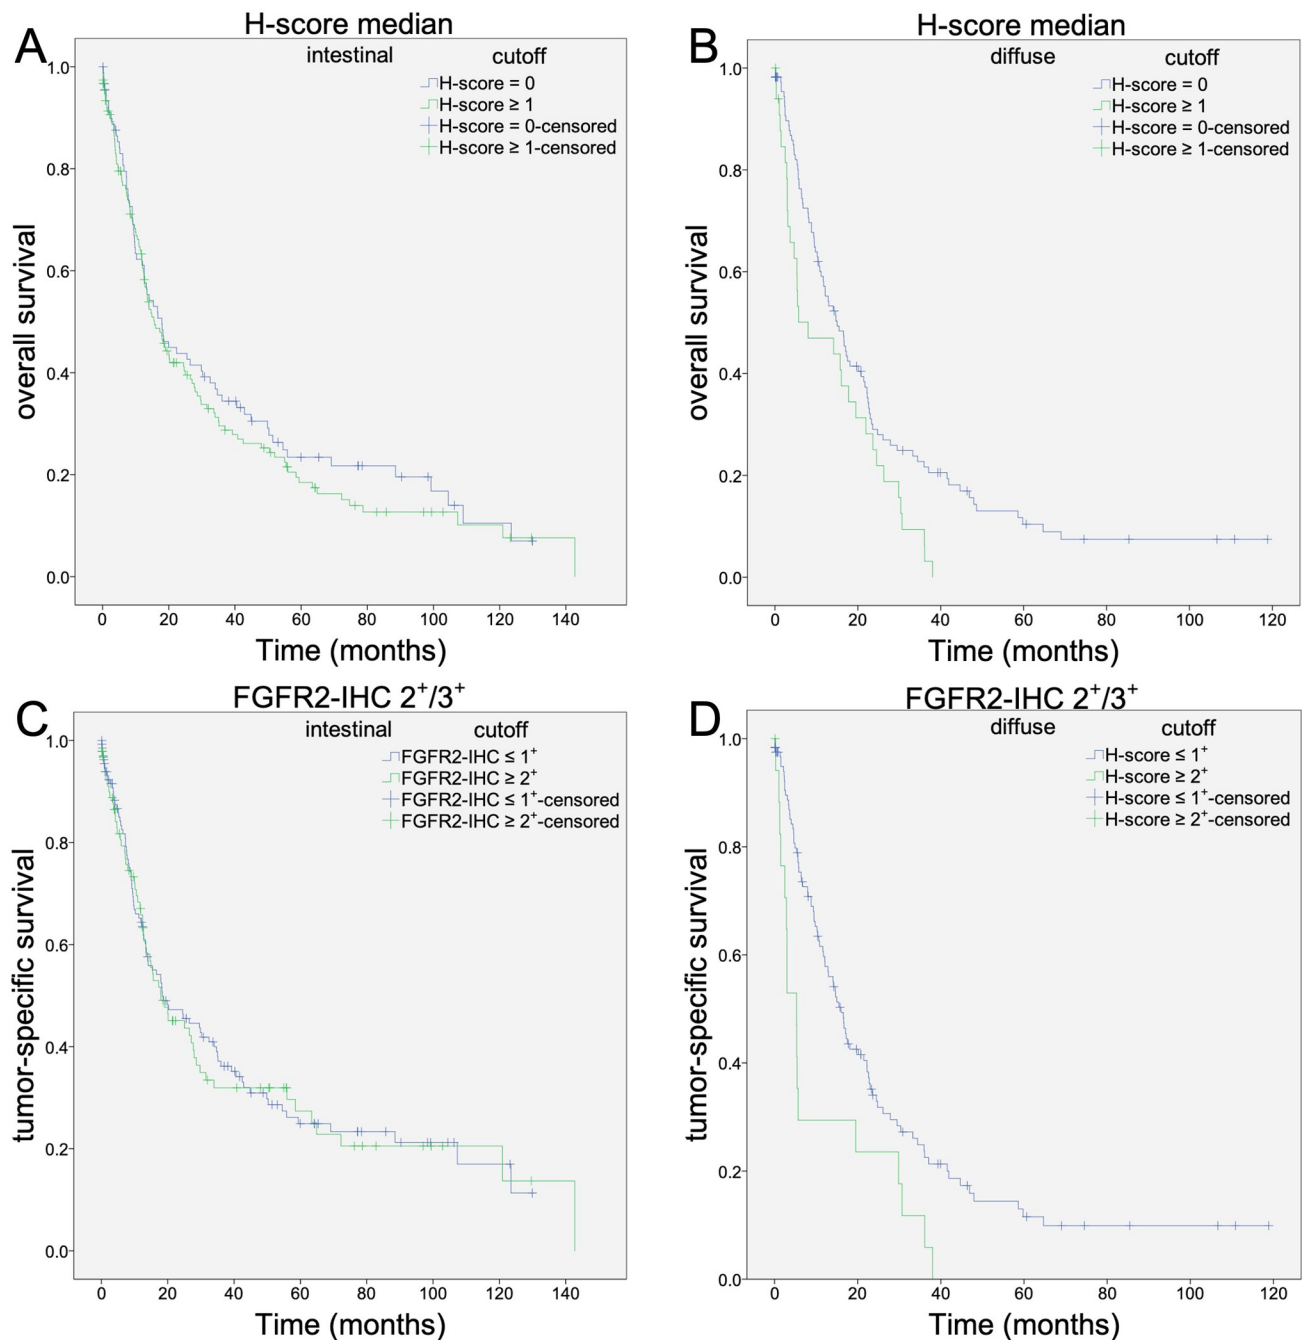 A
H-score median
intestinal cutoff
H-score = 0
H-score ≥ 1
H-score = 0-censored
H-score ≥ 1-censored
overall survival
1.0
0.8
0.6
0.4
0.2
0.0
0 20 40 60 80 100 120 140
Time (months)
B
H-score median
diffuse cutoff
H-score = 0
H-score ≥ 1
H-score = 0-censored
H-score ≥ 1-censored
overall survival
1.0
0.8
0.6
0.4
0.2
0.0
0 20 40 60 80 100 120
Time (months)
C
FGFR2-IHC 2⁺/3⁺
intestinal cutoff
FGFR2-IHC ≤ 1⁺
FGFR2-IHC ≥ 2⁺
FGFR2-IHC ≤ 1⁺-censored
FGFR2-IHC ≥ 2⁺-censored
tumor-specific survival
1.0
0.8
0.6
0.4
0.2
0.0
0 20 40 60 80 100 120 140
Time (months)
D
FGFR2-IHC 2⁺/3⁺
diffuse cutoff
H-score ≤ 1⁺
H-score ≥ 2⁺
H-score ≤ 1⁺-censored
H-score ≥ 2⁺-censored
tumor-specific survival
1.0
0.8
0.6
0.4
0.2
0.0
0 20 40 60 80 100 120
Time (months)